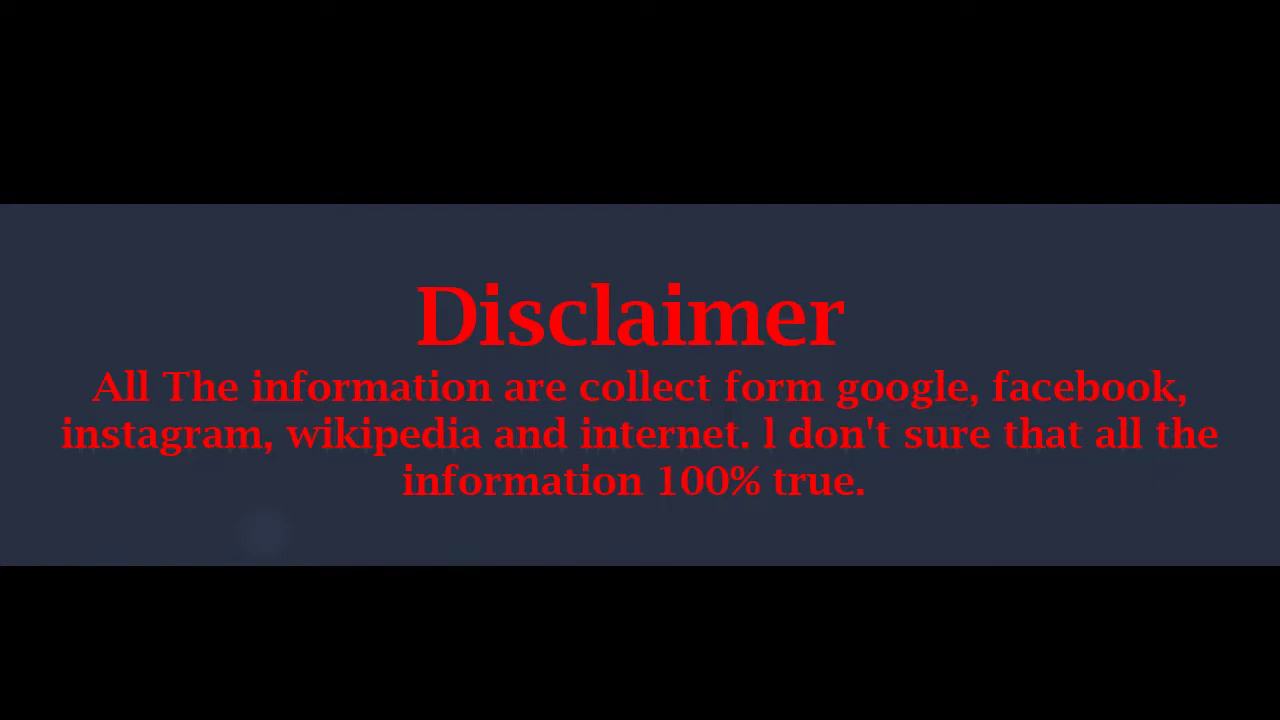 Disclaimer
All The information are collect form google, facebook,
instagram, wikipedia and internet. I don't sure that all the
information 100% true.